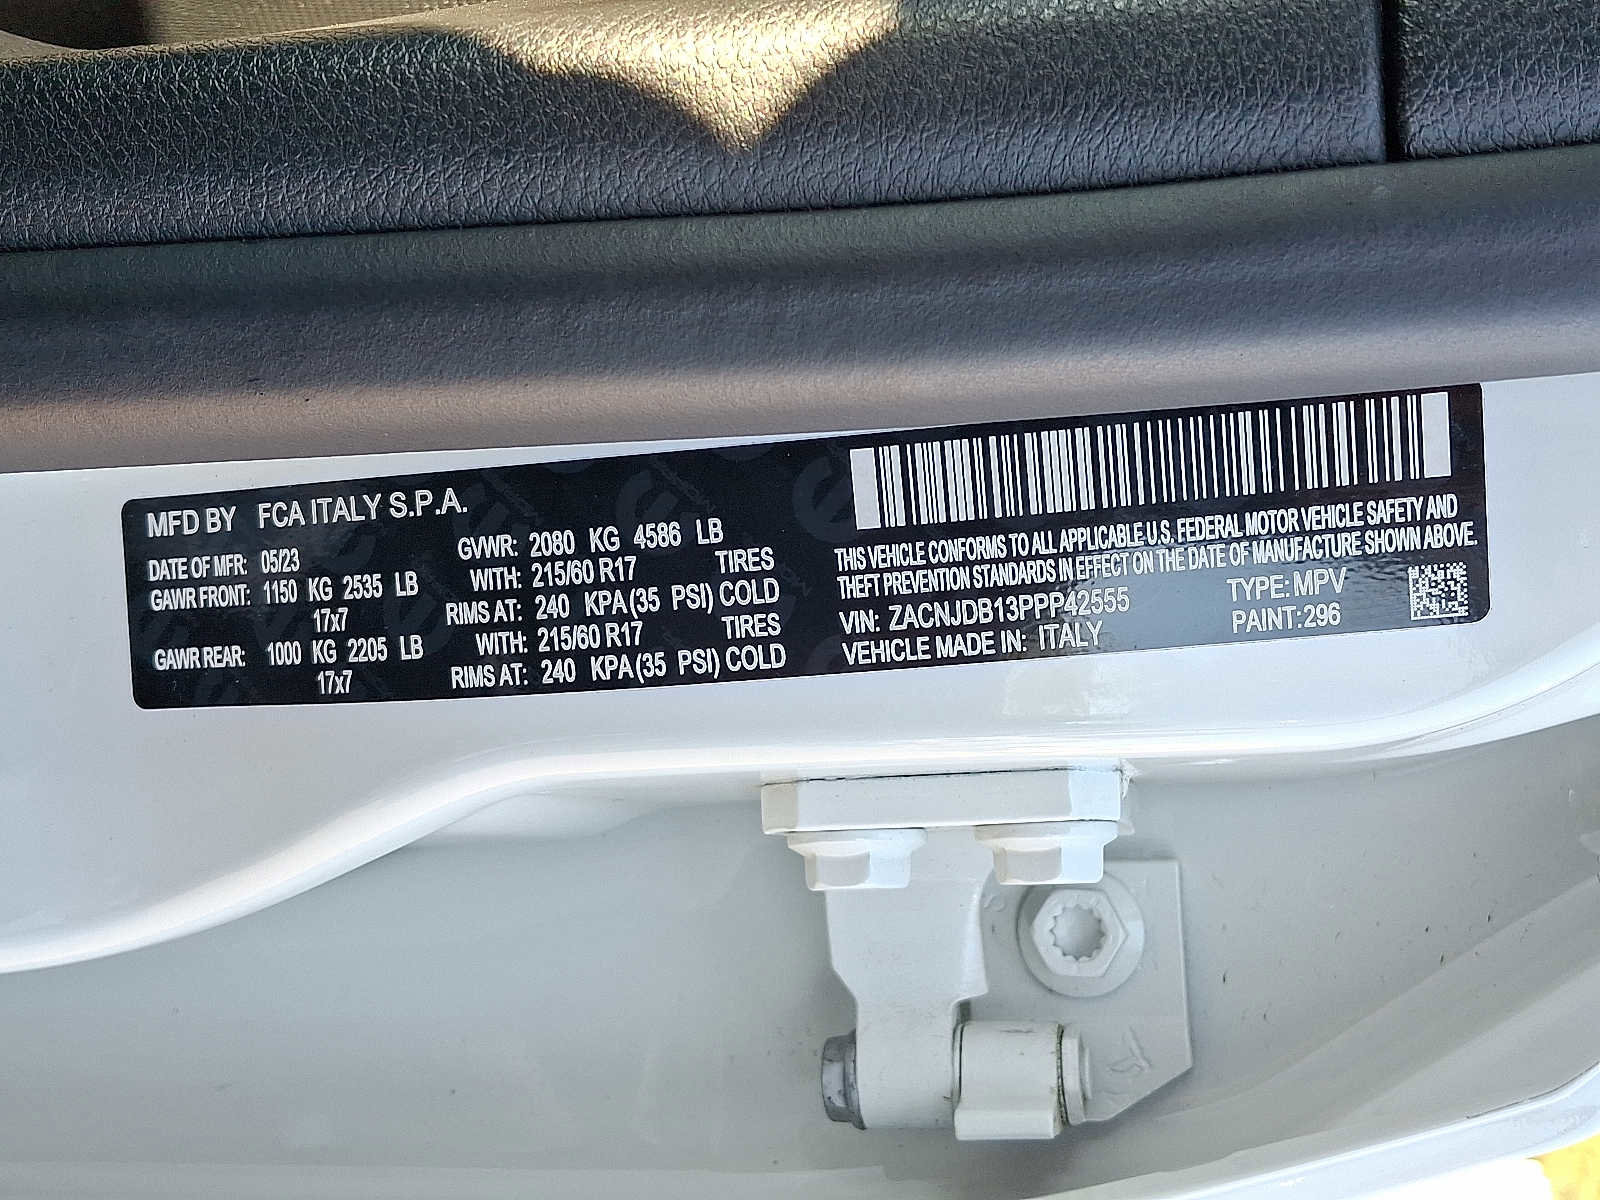 MFD BY FCA ITALY S.P.A.
DATE OF MFR: 05/23 GVWR: 2080 KG 4586 LB
GAWR FRONT: 1150 KG 2535 LB WITH: 215/60 R17 TIRES
17x7 RIMS AT: 240 KPA (35 PSI) COLD
GAWR REAR: 1000 KG 2205 LB WITH: 215/60 R17 TIRES
17x7 RIMS AT: 240 KPA (35 PSI) COLD
THIS VEHICLE CONFORMS TO ALL APPLICABLE U.S. FEDERAL MOTOR VEHICLE SAFETY AND
THEFT PREVENTION STANDARDS IN EFFECT ON THE DATE OF MANUFACTURE SHOWN ABOVE.
VIN: ZACNJDB13PPP42555 TYPE: MPV
VEHICLE MADE IN: ITALY PAINT: 296